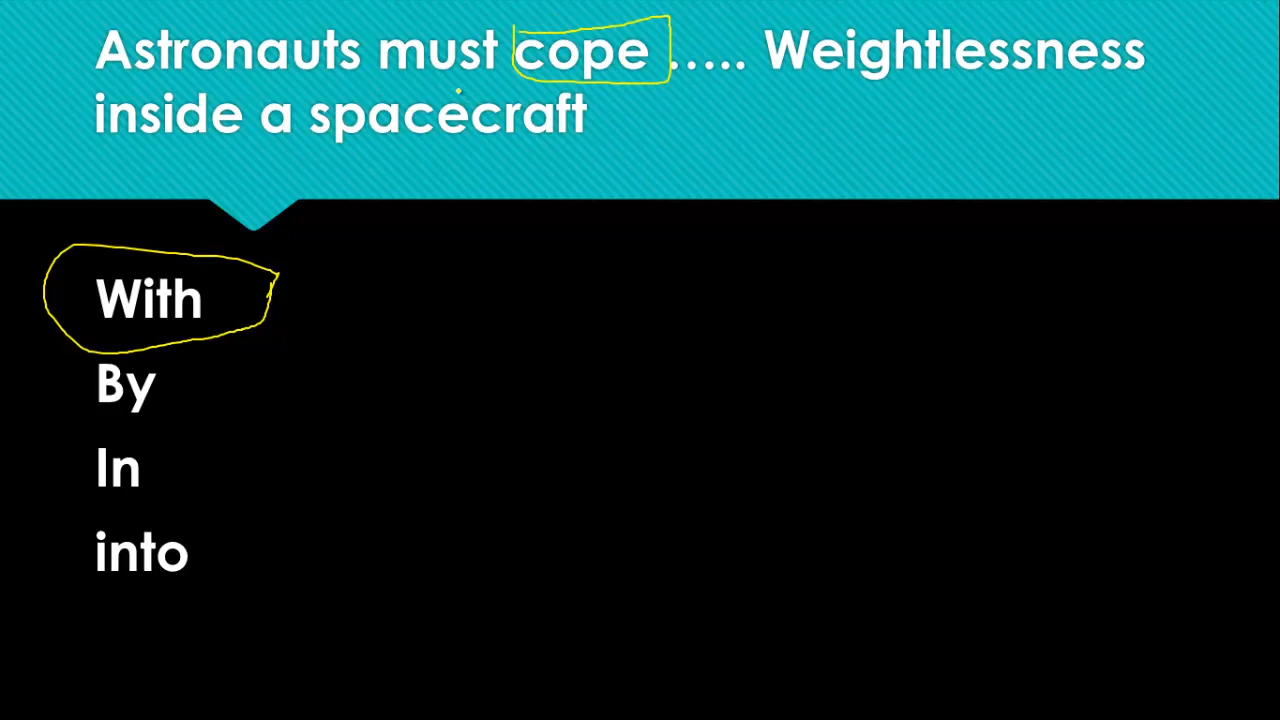 Astronauts must cope ..... Weightlessness
inside a spacecraft
With
By
In
into